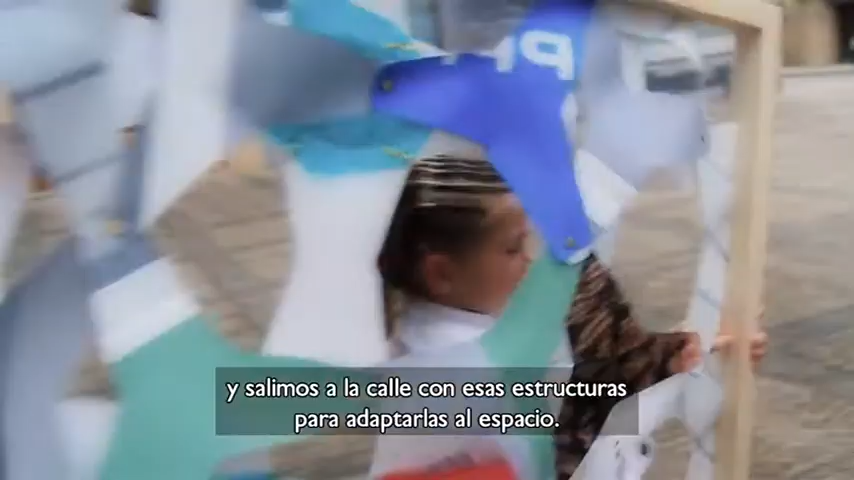 y salimos a la calle con esas estructuras
para adaptarlas al espacio.